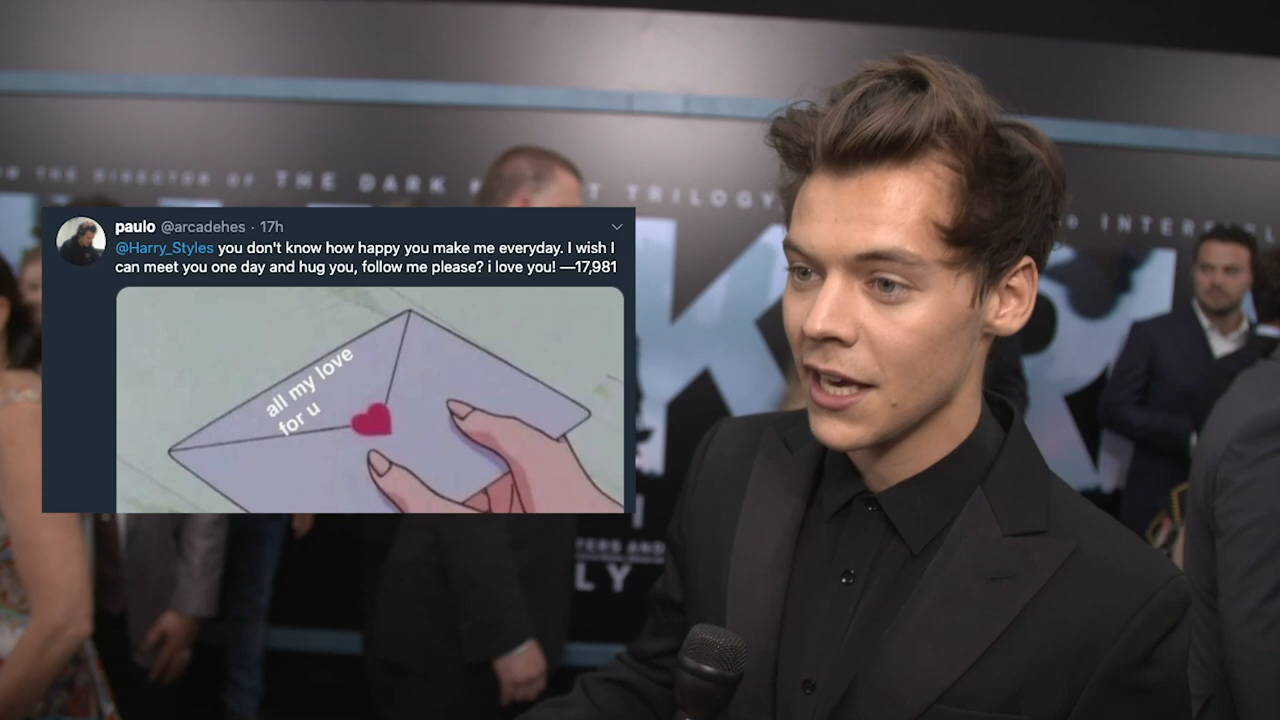 FROM THE DIRECTOR OF THE DARK KNIGHT TRILOGY
paulo @arcadehes · 17h
@Harry_Styles you don't know how happy you make me everyday. I wish I
can meet you one day and hug you, follow me please? i love you! —17,981
all my love
for u
LY